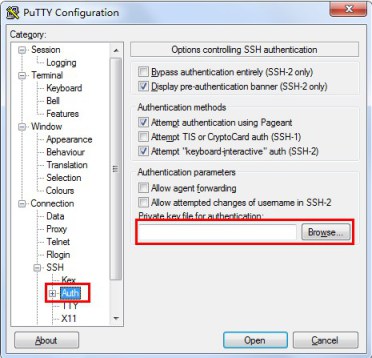 PuTTY Configuration
Category:
Session
Logging
Terminal
Keyboard
Bell
Features
Window
Appearance
Behaviour
Translation
Selection
Colours
Connection
Data
Proxy
Telnet
Rlogin
SSH
Kex
Auth
TTY
X11
Options controlling SSH authentication
Bypass authentication entirely (SSH-2 only)
Display pre-authentication banner (SSH-2 only)
Authentication methods
Attempt authentication using Pageant
Attempt TIS or CryptoCard auth (SSH-1)
Attempt "keyboard-interactive" auth (SSH-2)
Authentication parameters
Allow agent forwarding
Allow attempted changes of username in SSH-2
Private key file for authentication:
Browse...
About
Open
Cancel